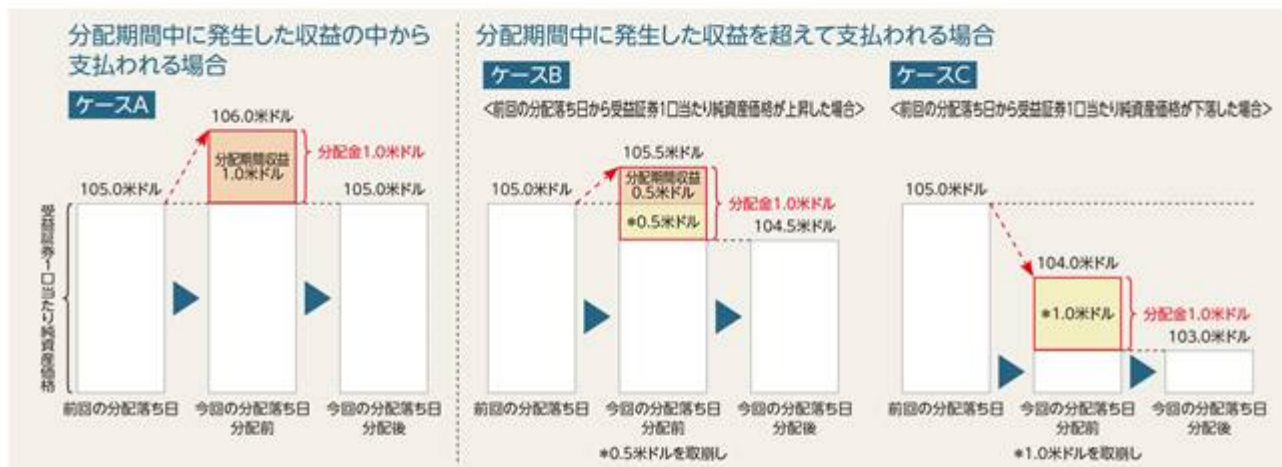 分配期間中に発生した収益の中から
支払われる場合
ケースA
106.0米ドル
分配期間収益
1.0米ドル
分配金1.0米ドル
105.0米ドル
105.0米ドル
受益証券1口当たり純資産価格
前回の分配落ち日
今回の分配落ち日
分配前
今回の分配落ち日
分配後
分配期間中に発生した収益を超えて支払われる場合
ケースB
<前回の分配落ち日から受益証券1口当たり純資産価格が上昇した場合>
105.5米ドル
105.0米ドル
分配期間収益
0.5米ドル
*0.5米ドル
分配金1.0米ドル
104.5米ドル
前回の分配落ち日
今回の分配落ち日
分配前
今回の分配落ち日
分配後
*0.5米ドルを取崩し
ケースC
<前回の分配落ち日から受益証券1口当たり純資産価格が下落した場合>
105.0米ドル
104.0米ドル
*1.0米ドル
分配金1.0米ドル
103.0米ドル
前回の分配落ち日
今回の分配落ち日
分配前
今回の分配落ち日
分配後
*1.0米ドルを取崩し